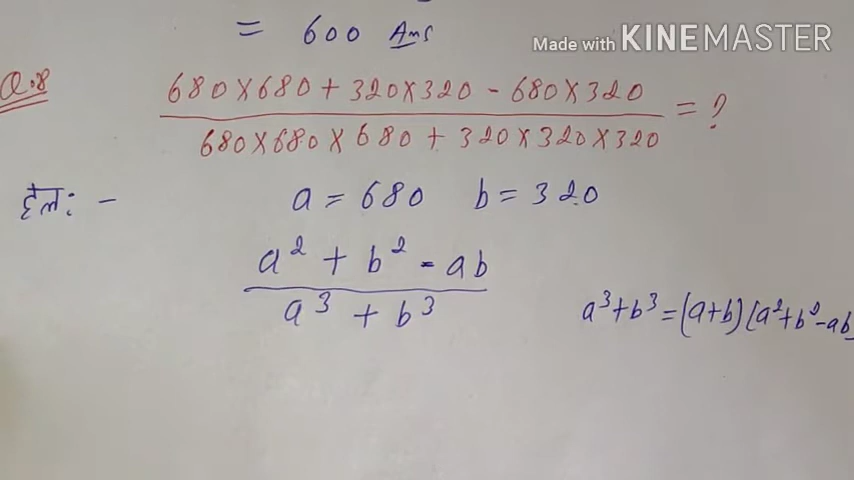 = 600 Ans
Made with KINEMASTER
Q.8
680×680 + 320×320 - 680×320
680×680×680 + 320×320×320 = ?
हल: -
a = 680 b = 320
a² + b² - ab
a³ + b³
a³+b³=(a+b)(a²+b²-ab